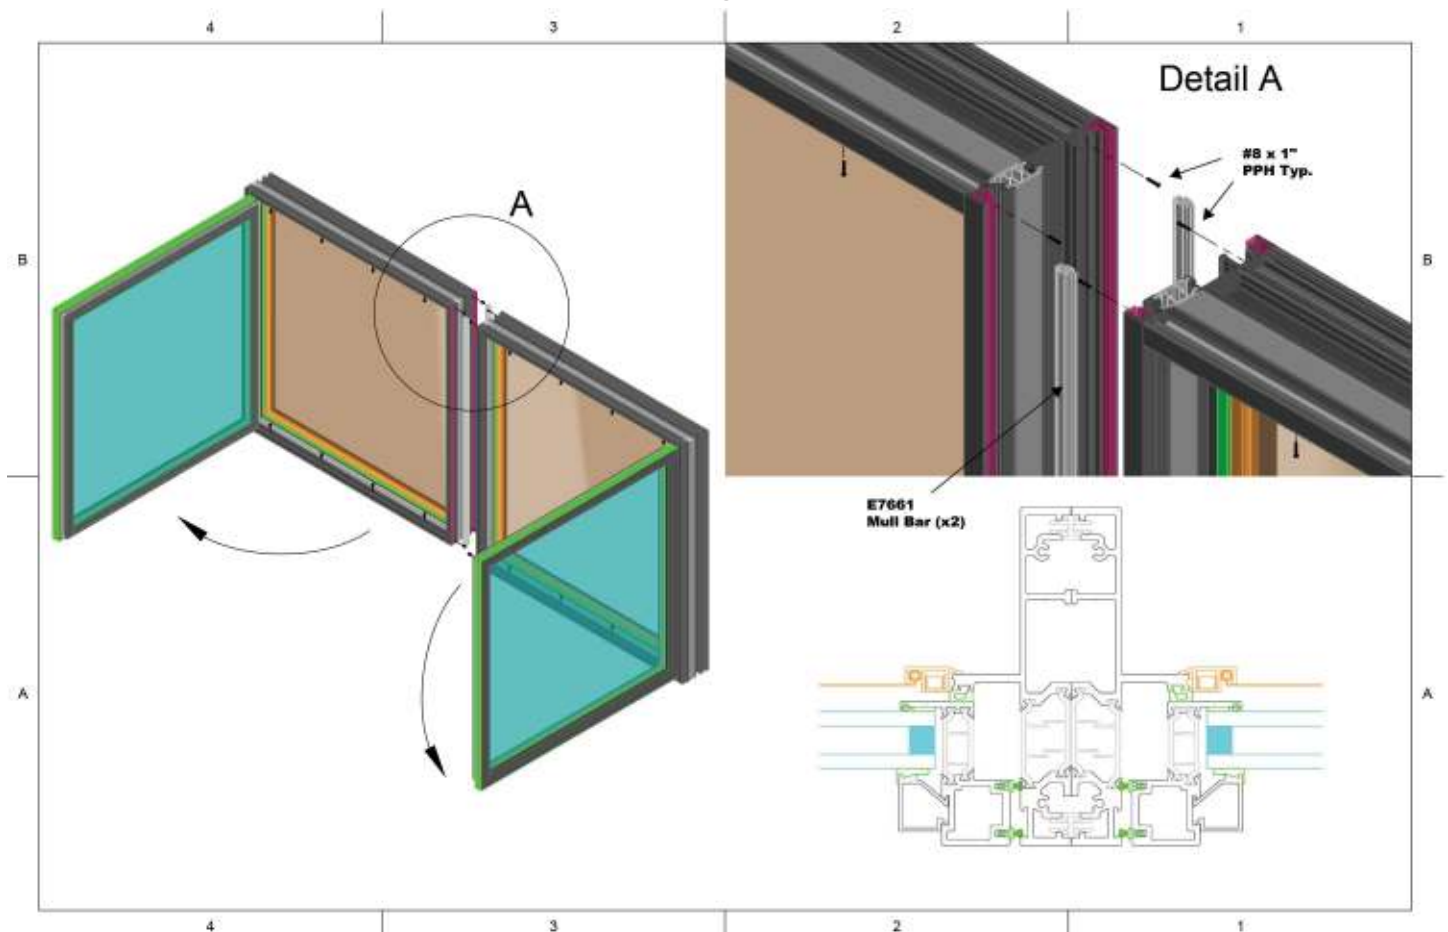 4 3 2 1
Detail A
#8 x 1"
PPH Typ.
A
B B
E7661
Mull Bar (x2)
A A
4 3 2 1